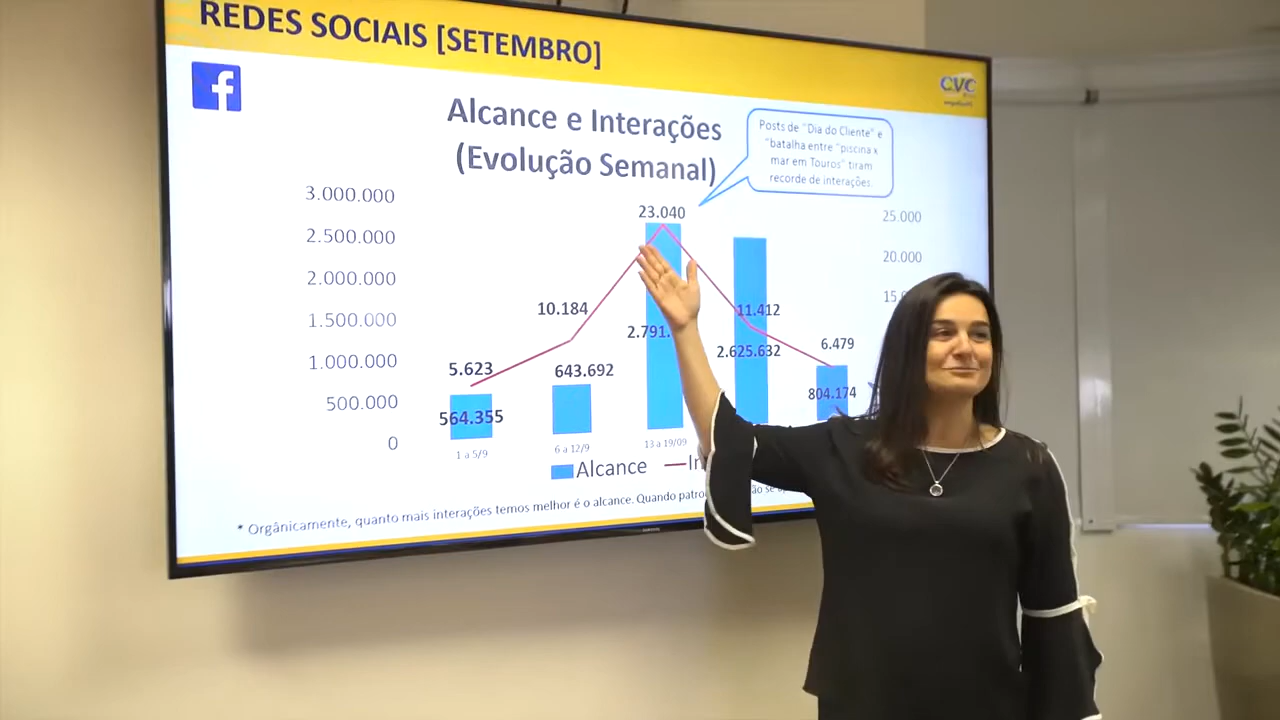 REDES SOCIAIS [SETEMBRO]
CVC
Alcance e Interações
(Evolução Semanal)
Posts de "Dia do Cliente" e
"batalha entre "piscina x
mar em Touros" tiram
recorde de interações.
3.000.000
2.500.000
2.000.000
1.500.000
1.000.000
500.000
0
25.000
20.000
23.040
10.184
11.412
5.623
6.479
2.791.
2.625.632
643.692
564.355
804.174
1 a 5/9
6 a 12/9
13 a 19/09
Alcance
* Orgânicamente, quanto mais interações temos melhor é o alcance. Quando